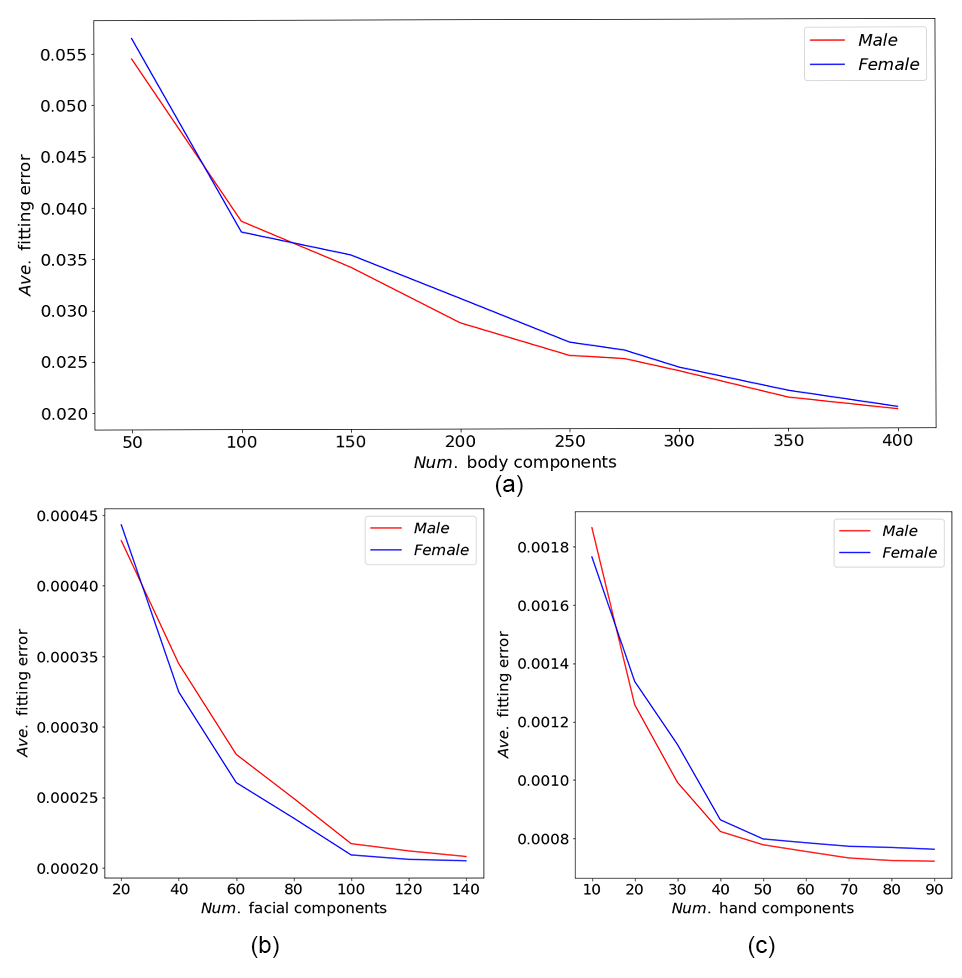 Male
Female
0.055
0.050
0.045
0.040
0.035
0.030
0.025
0.020
Ave. fitting error
50 100 150 200 250 300 350 400
Num. body components
(a)
Male
Female
0.00045
0.00040
0.00035
0.00030
0.00025
0.00020
Ave. fitting error
20 40 60 80 100 120 140
Num. facial components
(b)
Male
Female
0.0018
0.0016
0.0014
0.0012
0.0010
0.0008
Ave. fitting error
10 20 30 40 50 60 70 80 90
Num. hand components
(c)